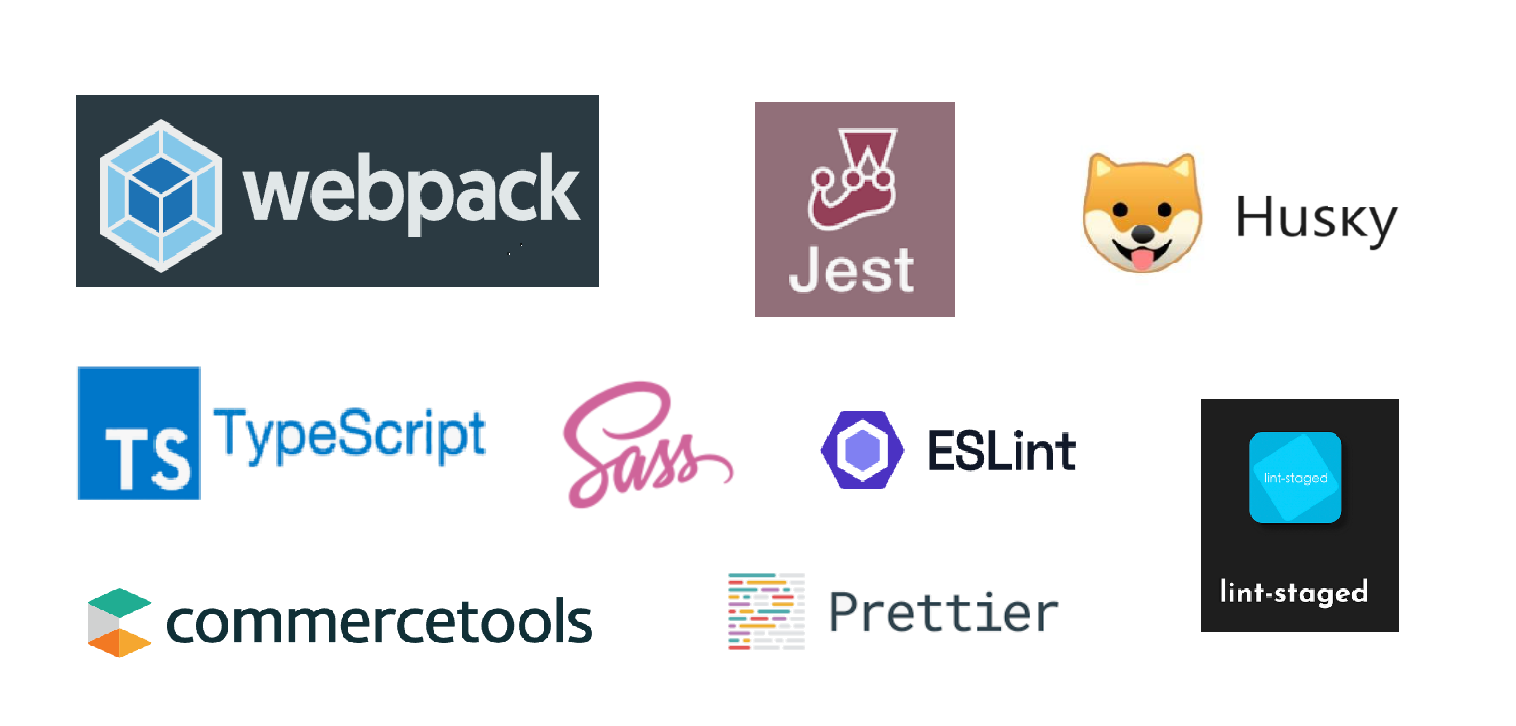 webpack
Jest
Husky
TS TypeScript
Sass
ESLint
lint-staged
lint-staged
commercetools
Prettier